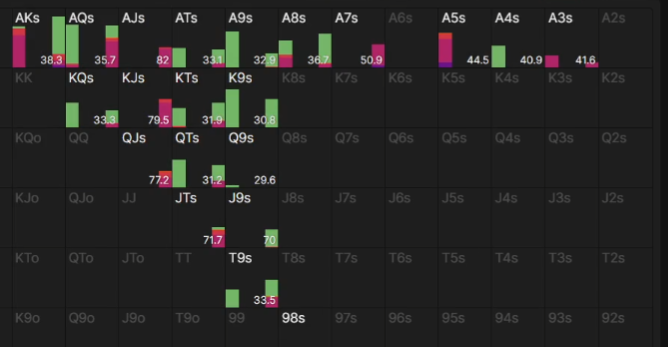 AKs AQs AJs ATs A9s A8s A7s A6s A5s A4s A3s A2s
38.3 35.7 82 33.1 32.9 36.7 50.9 44.5 40.9 41.6
KK KQs KJs KTs K9s K8s K7s K6s K5s K4s K3s K2s
33.3 79.5 31.9 30.8
KQo QQ QJs QTs Q9s Q8s Q7s Q6s Q5s Q4s Q3s Q2s
77.2 31.2 29.6
KJo QJo JJ JTs J9s J8s J7s J6s J5s J4s J3s J2s
71.7 70
KTo QTo JTo TT T9s T8s T7s T6s T5s T4s T3s T2s
33.5
K9o Q9o J9o T9o 99 98s 97s 96s 95s 94s 93s 92s